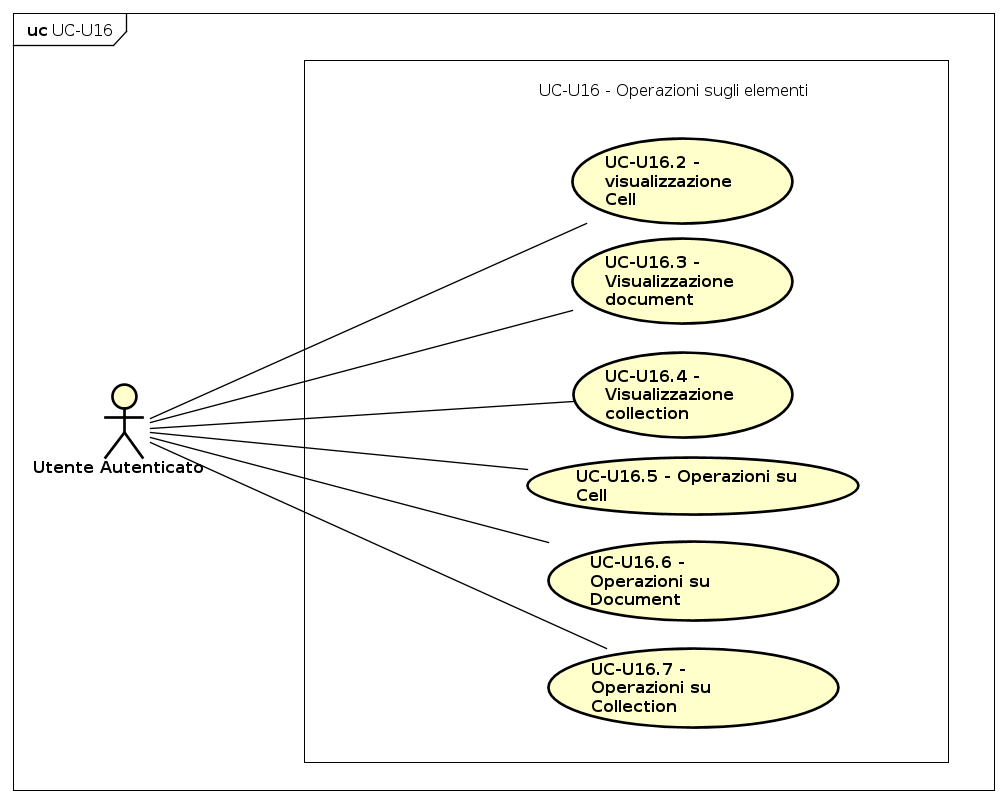 uc UC-U16
UC-U16 - Operazioni sugli elementi
UC-U16.2 -
visualizzazione
Cell
UC-U16.3 -
Visualizzazione
document
UC-U16.4 -
Visualizzazione
collection
Utente Autenticato
UC-U16.5 - Operazioni su
Cell
UC-U16.6 -
Operazioni su
Document
UC-U16.7 -
Operazioni su
Collection